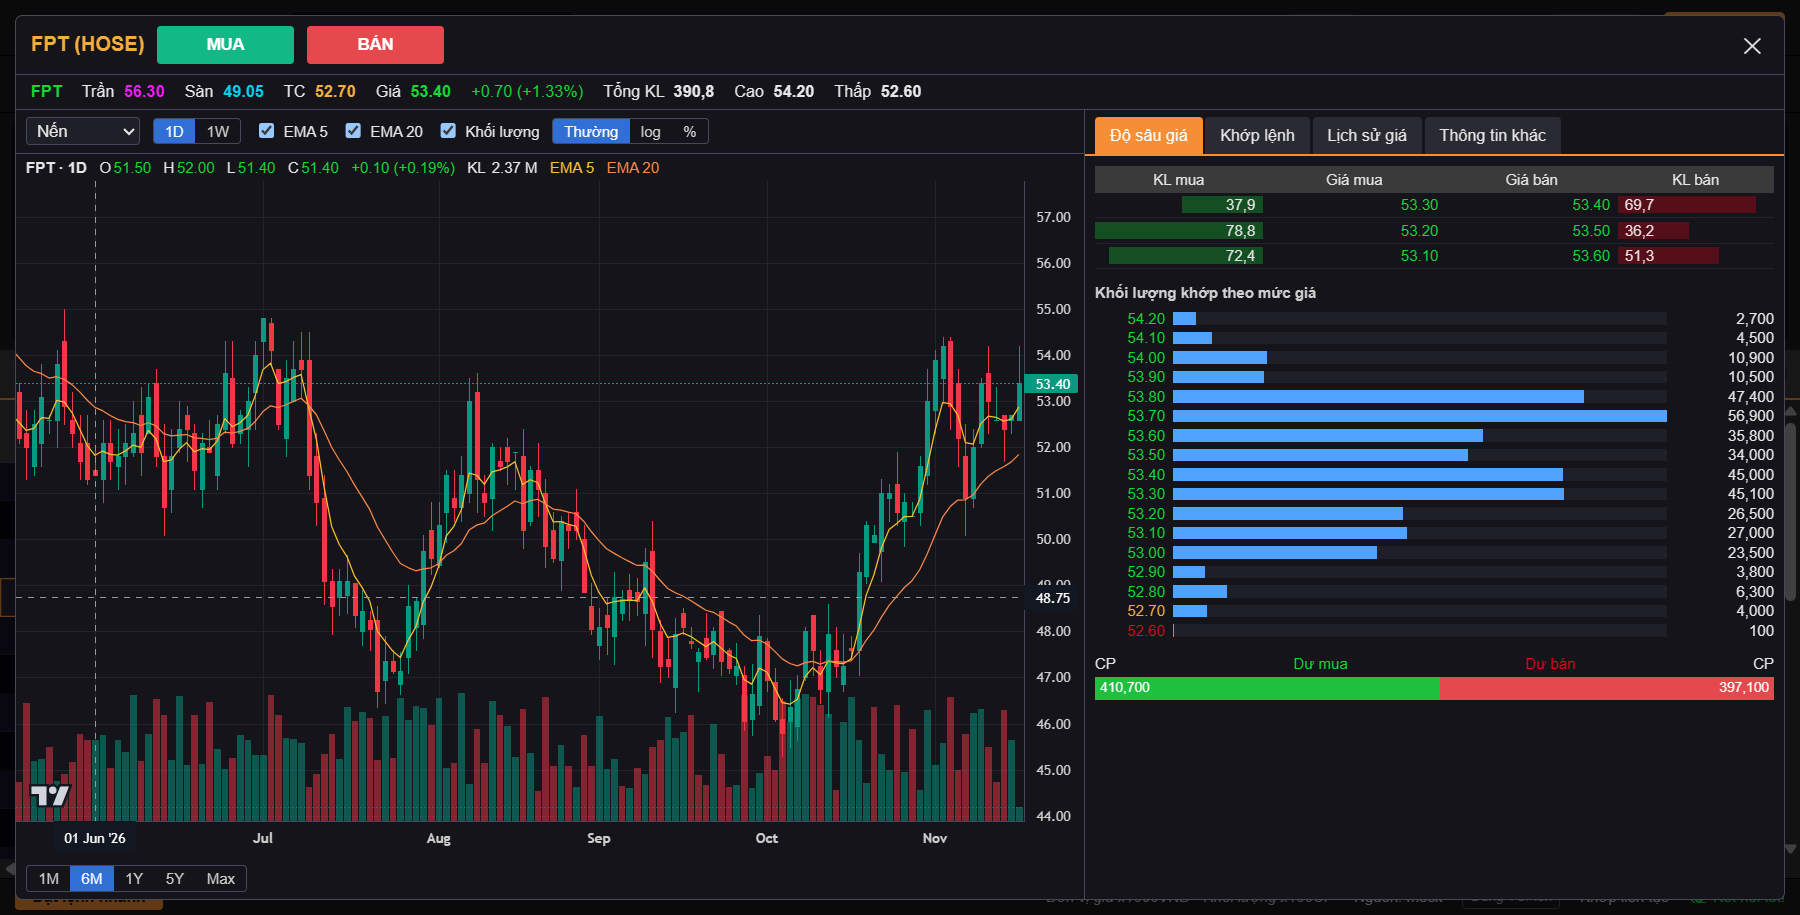 FPT (HOSE) MUA BÁN
FPT Trần 56.30 Sàn 49.05 TC 52.70 Giá 53.40 +0.70 (+1.33%) Tổng KL 390,8 Cao 54.20 Thấp 52.60
Nến 1D 1W EMA 5 EMA 20 Khối lượng Thường log %
FPT · 1D O 51.50 H 52.00 L 51.40 C 51.40 +0.10 (+0.19%) KL 2.37 M EMA 5 EMA 20
57.00
56.00
55.00
54.00
53.40
53.00
52.00
51.00
50.00
49.00
48.75
48.00
47.00
46.00
45.00
44.00
01 Jun '26 Jul Aug Sep Oct Nov
1M 6M 1Y 5Y Max
Độ sâu giá Khớp lệnh Lịch sử giá Thông tin khác
KL mua Giá mua Giá bán KL bán
37,9 53.30 53.40 69,7
78,8 53.20 53.50 36,2
72,4 53.10 53.60 51,3
Khối lượng khớp theo mức giá
54.20 2,700
54.10 4,500
54.00 10,900
53.90 10,500
53.80 47,400
53.70 56,900
53.60 35,800
53.50 34,000
53.40 45,000
53.30 45,100
53.20 26,500
53.10 27,000
53.00 23,500
52.90 3,800
52.80 6,300
52.70 4,000
52.60 100
CP Dư mua Dư bán CP
410,700 397,100